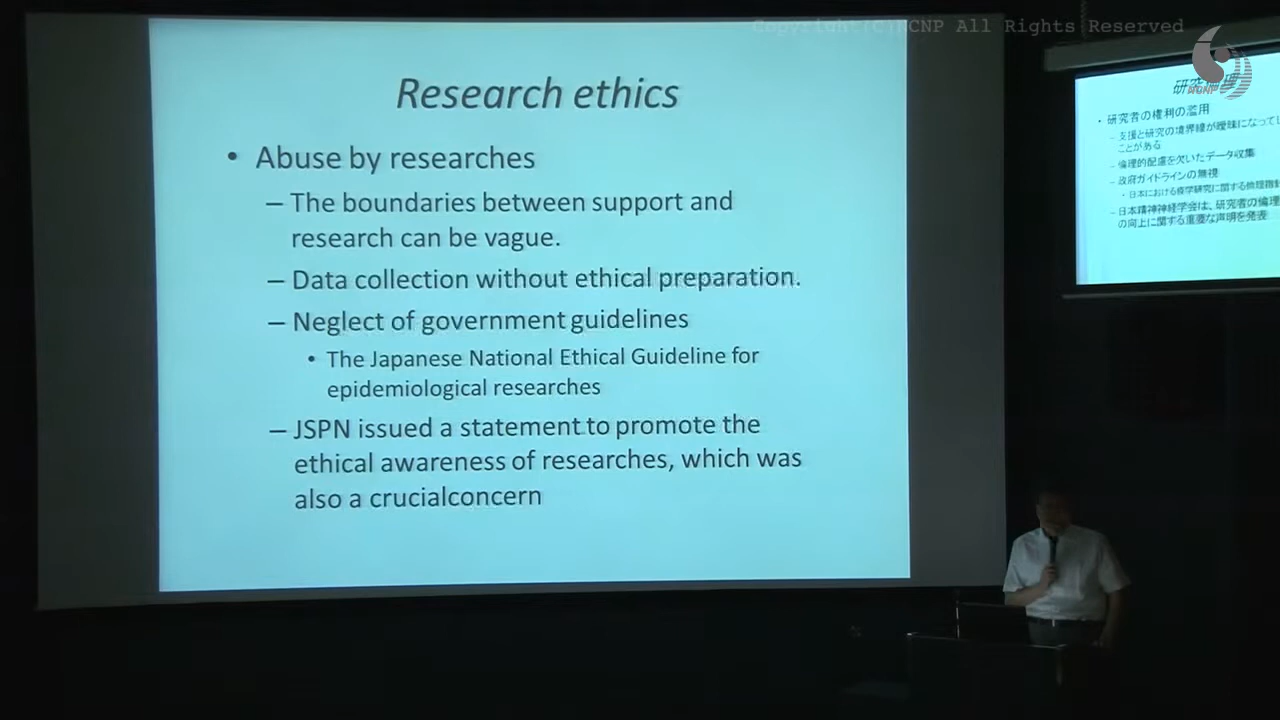 Copyright(C)NCNP All Rights Reserved
Research ethics
• Abuse by researches
– The boundaries between support and
research can be vague.
– Data collection without ethical preparation.
– Neglect of government guidelines
• The Japanese National Ethical Guideline for
epidemiological researches
– JSPN issued a statement to promote the
ethical awareness of researches, which was
also a crucialconcern
研究倫理
NCNP
• 研究者の権利の濫用
– 支援と研究の境界線が曖昧になってし
ことがある
– 倫理的配慮を欠いたデータ収集
– 政府ガイドラインの無視
• 日本における疫学研究に関する倫理指針
– 日本精神神経学会は、研究者の倫理
の向上に関する重要な声明を発表